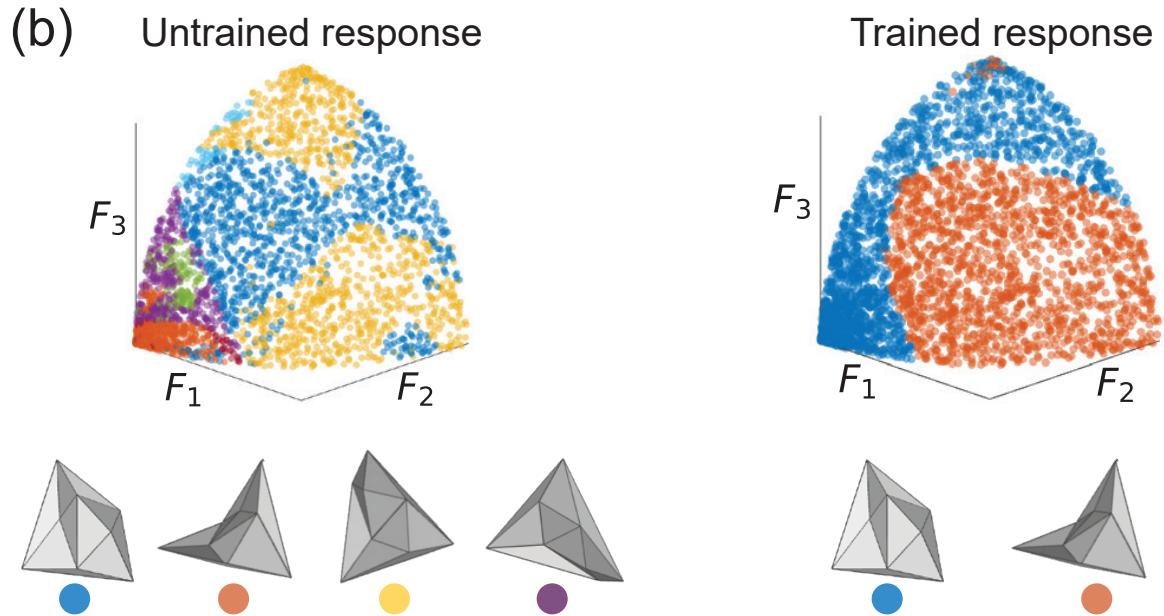 (b) Untrained response Trained response
F₃ F₃
F₁ F₂ F₁ F₂